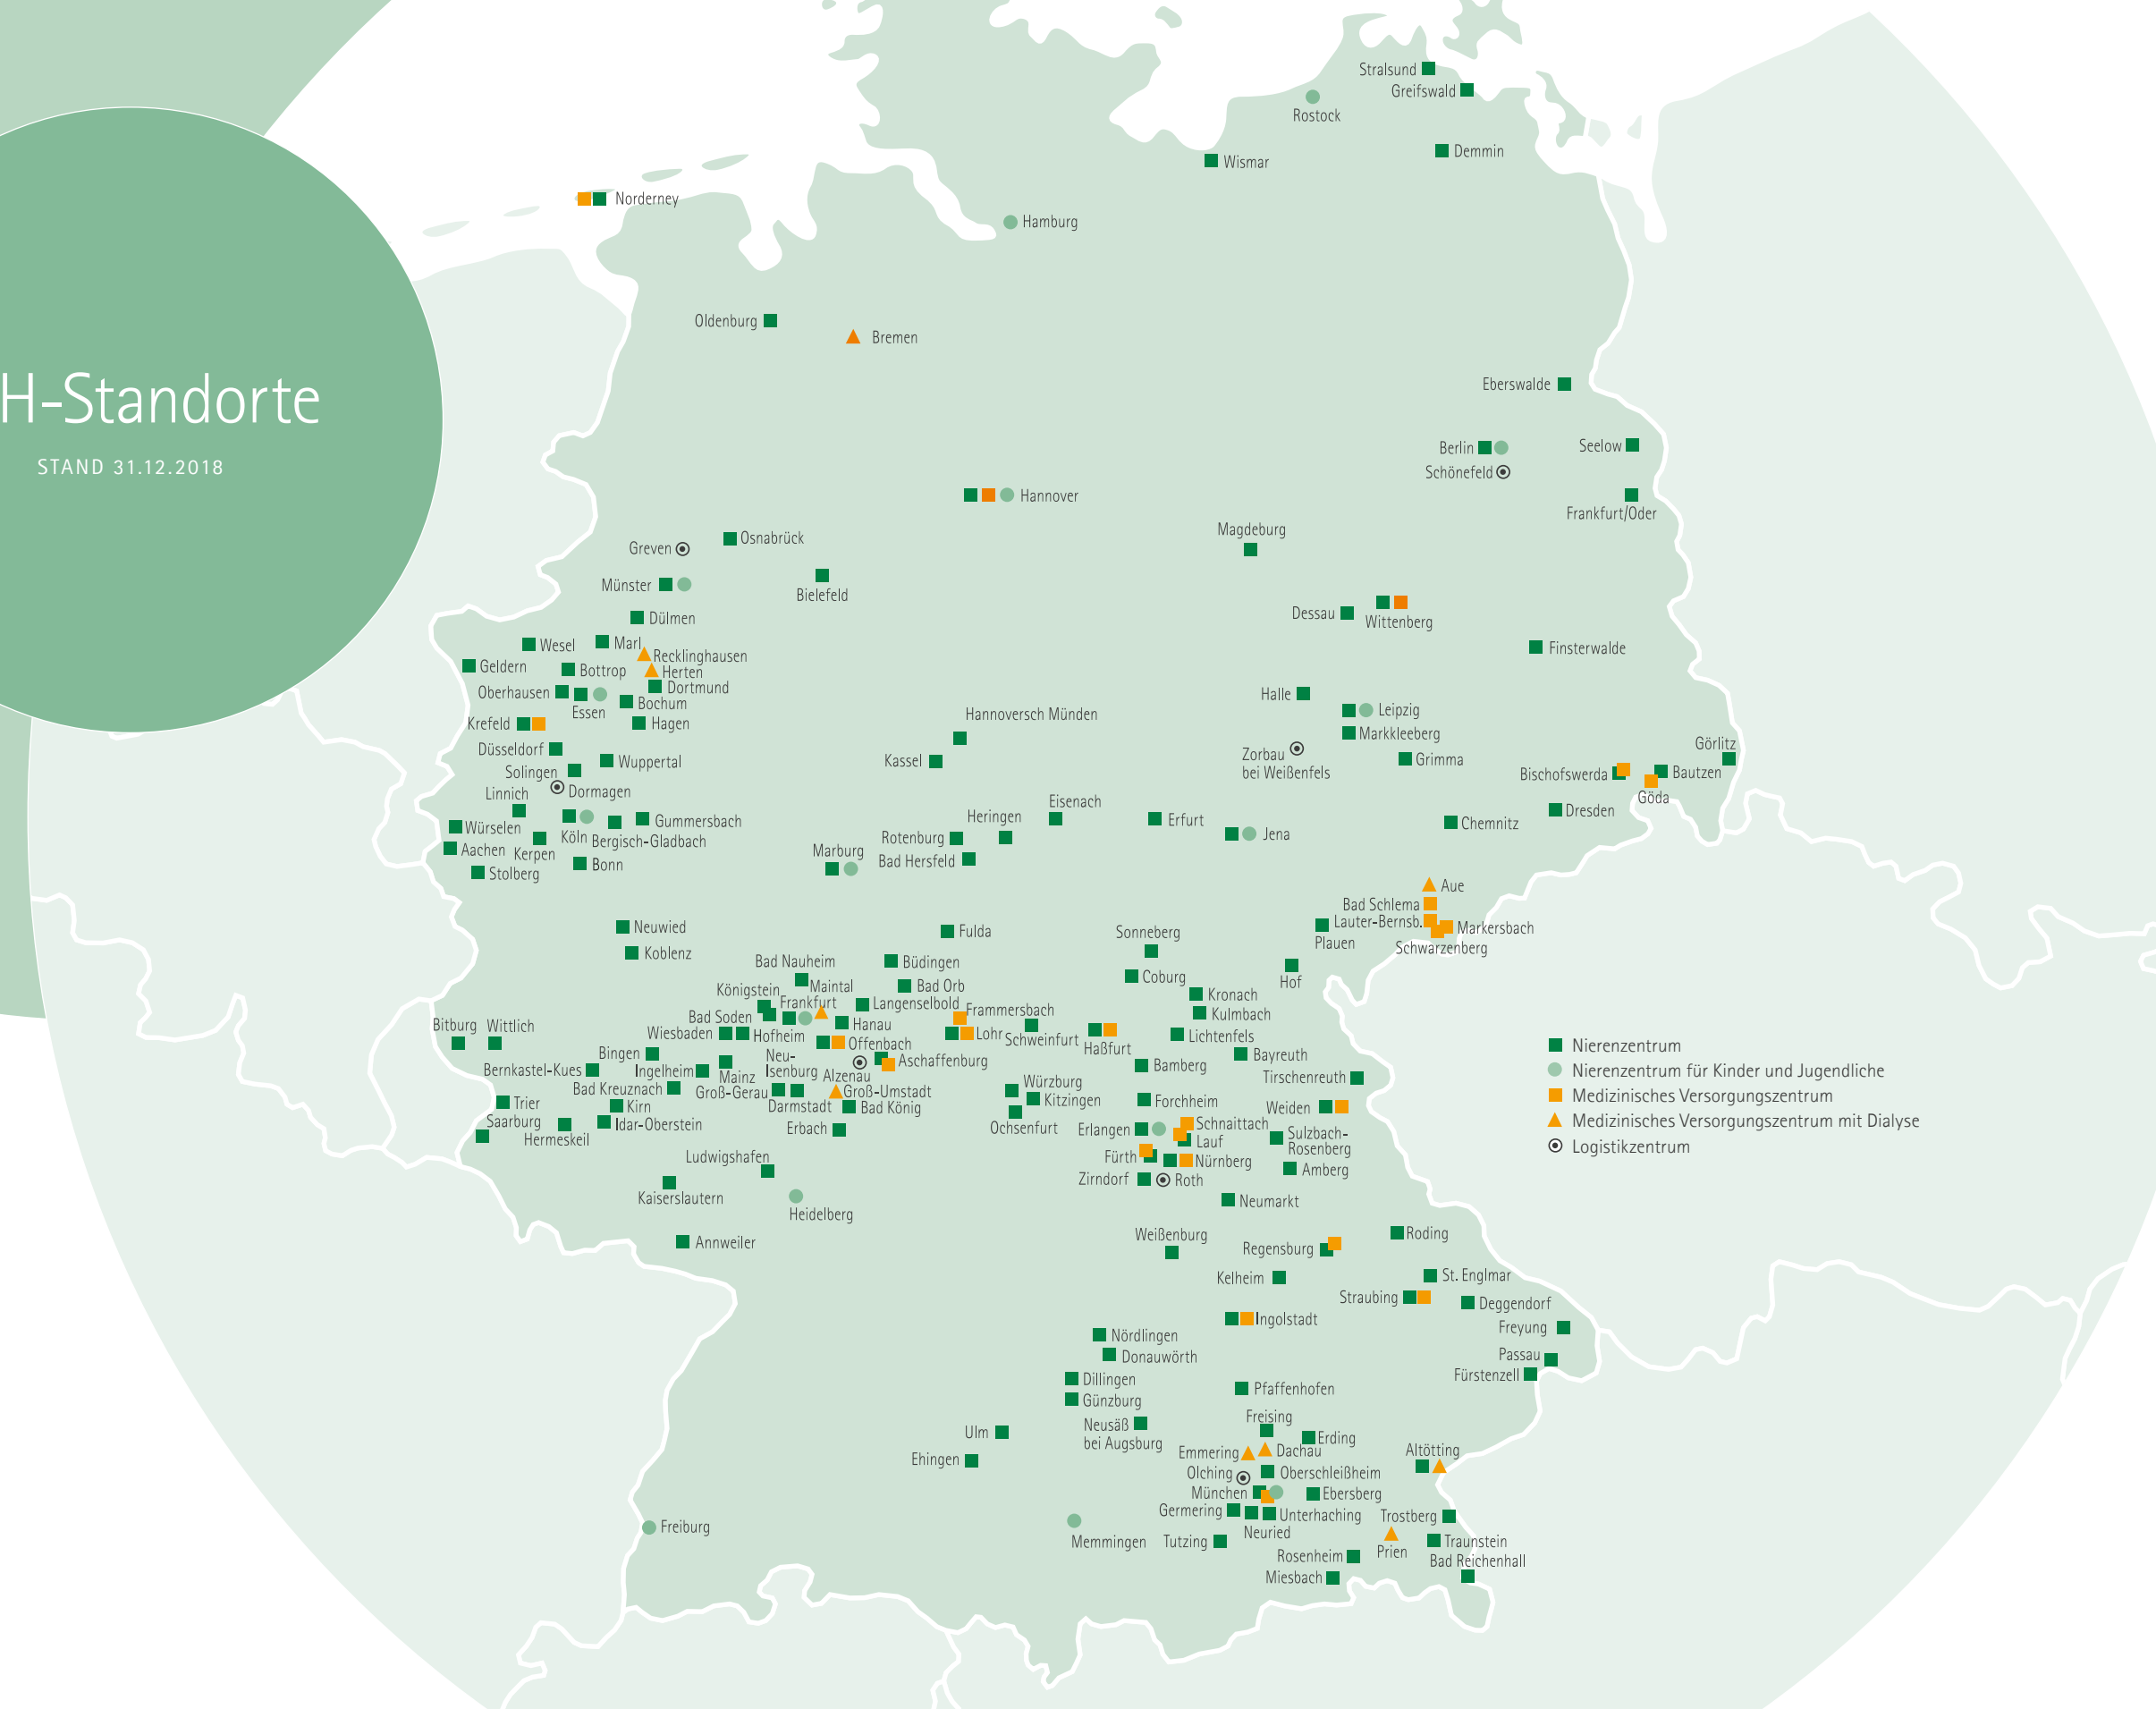 H-Standorte
STAND 31.12.2018
Stralsund
Greifswald
Rostock
Demmin
Wismar
Norderney
Hamburg
Oldenburg
Bremen
Eberswalde
Berlin
Seelow
Schönefeld
Hannover
Frankfurt/Oder
Magdeburg
Osnabrück
Greven
Münster
Bielefeld
Dessau
Wittenberg
Dülmen
Wesel
Marl
Recklinghausen
Finsterwalde
Geldern
Bottrop
Herten
Oberhausen
Dortmund
Halle
Essen
Bochum
Leipzig
Krefeld
Hagen
Hannoversch Münden
Markkleeberg
Düsseldorf
Görlitz
Wuppertal
Kassel
Zorbau
bei Weißenfels
Grimma
Solingen
Bischofswerda
Bautzen
Dormagen
Göda
Linnich
Eisenach
Dresden
Würselen
Köln
Gummersbach
Heringen
Erfurt
Chemnitz
Bergisch-Gladbach
Rotenburg
Jena
Aachen
Kerpen
Marburg
Bad Hersfeld
Bonn
Stolberg
Aue
Bad Schlema
Lauter-Bernsb.
Markersbach
Plauen
Schwarzenberg
Neuwied
Fulda
Sonneberg
Koblenz
Bad Nauheim
Büdingen
Coburg
Hof
Maintal
Bad Orb
Königstein
Frankfurt
Langenselbold
Kronach
Frammersbach
Kulmbach
Bad Soden
Hanau
Bitburg
Wittlich
Wiesbaden
Hofheim
Offenbach
Lohr
Schweinfurt
Haßfurt
Lichtenfels
Nierenzentrum
Nierenzentrum für Kinder und Jugendliche
Medizinisches Versorgungszentrum
Medizinisches Versorgungszentrum mit Dialyse
Logistikzentrum
Bingen
Neu-
Isenburg
Aschaffenburg
Bayreuth
Bernkastel-Kues
Ingelheim
Mainz
Alzenau
Bamberg
Tirschenreuth
Bad Kreuznach
Groß-Gerau
Groß-Umstadt
Würzburg
Kitzingen
Forchheim
Trier
Kirn
Darmstadt
Bad König
Weiden
Saarburg
Idar-Oberstein
Erbach
Ochsenfurt
Erlangen
Schnaittach
Hermeskeil
Lauf
Sulzbach-
Rosenberg
Ludwigshafen
Fürth
Nürnberg
Amberg
Zirndorf
Roth
Kaiserslautern
Heidelberg
Neumarkt
Annweiler
Weißenburg
Roding
Regensburg
Kelheim
St. Englmar
Straubing
Deggendorf
Ingolstadt
Freyung
Nördlingen
Donauwörth
Passau
Fürstenzell
Dillingen
Pfaffenhofen
Günzburg
Neusäß
bei Augsburg
Freising
Ulm
Erding
Emmering
Dachau
Altötting
Ehingen
Olching
Oberschleißheim
München
Ebersberg
Germering
Unterhaching
Trostberg
Freiburg
Neuried
Memmingen
Tutzing
Prien
Traunstein
Rosenheim
Bad Reichenhall
Miesbach